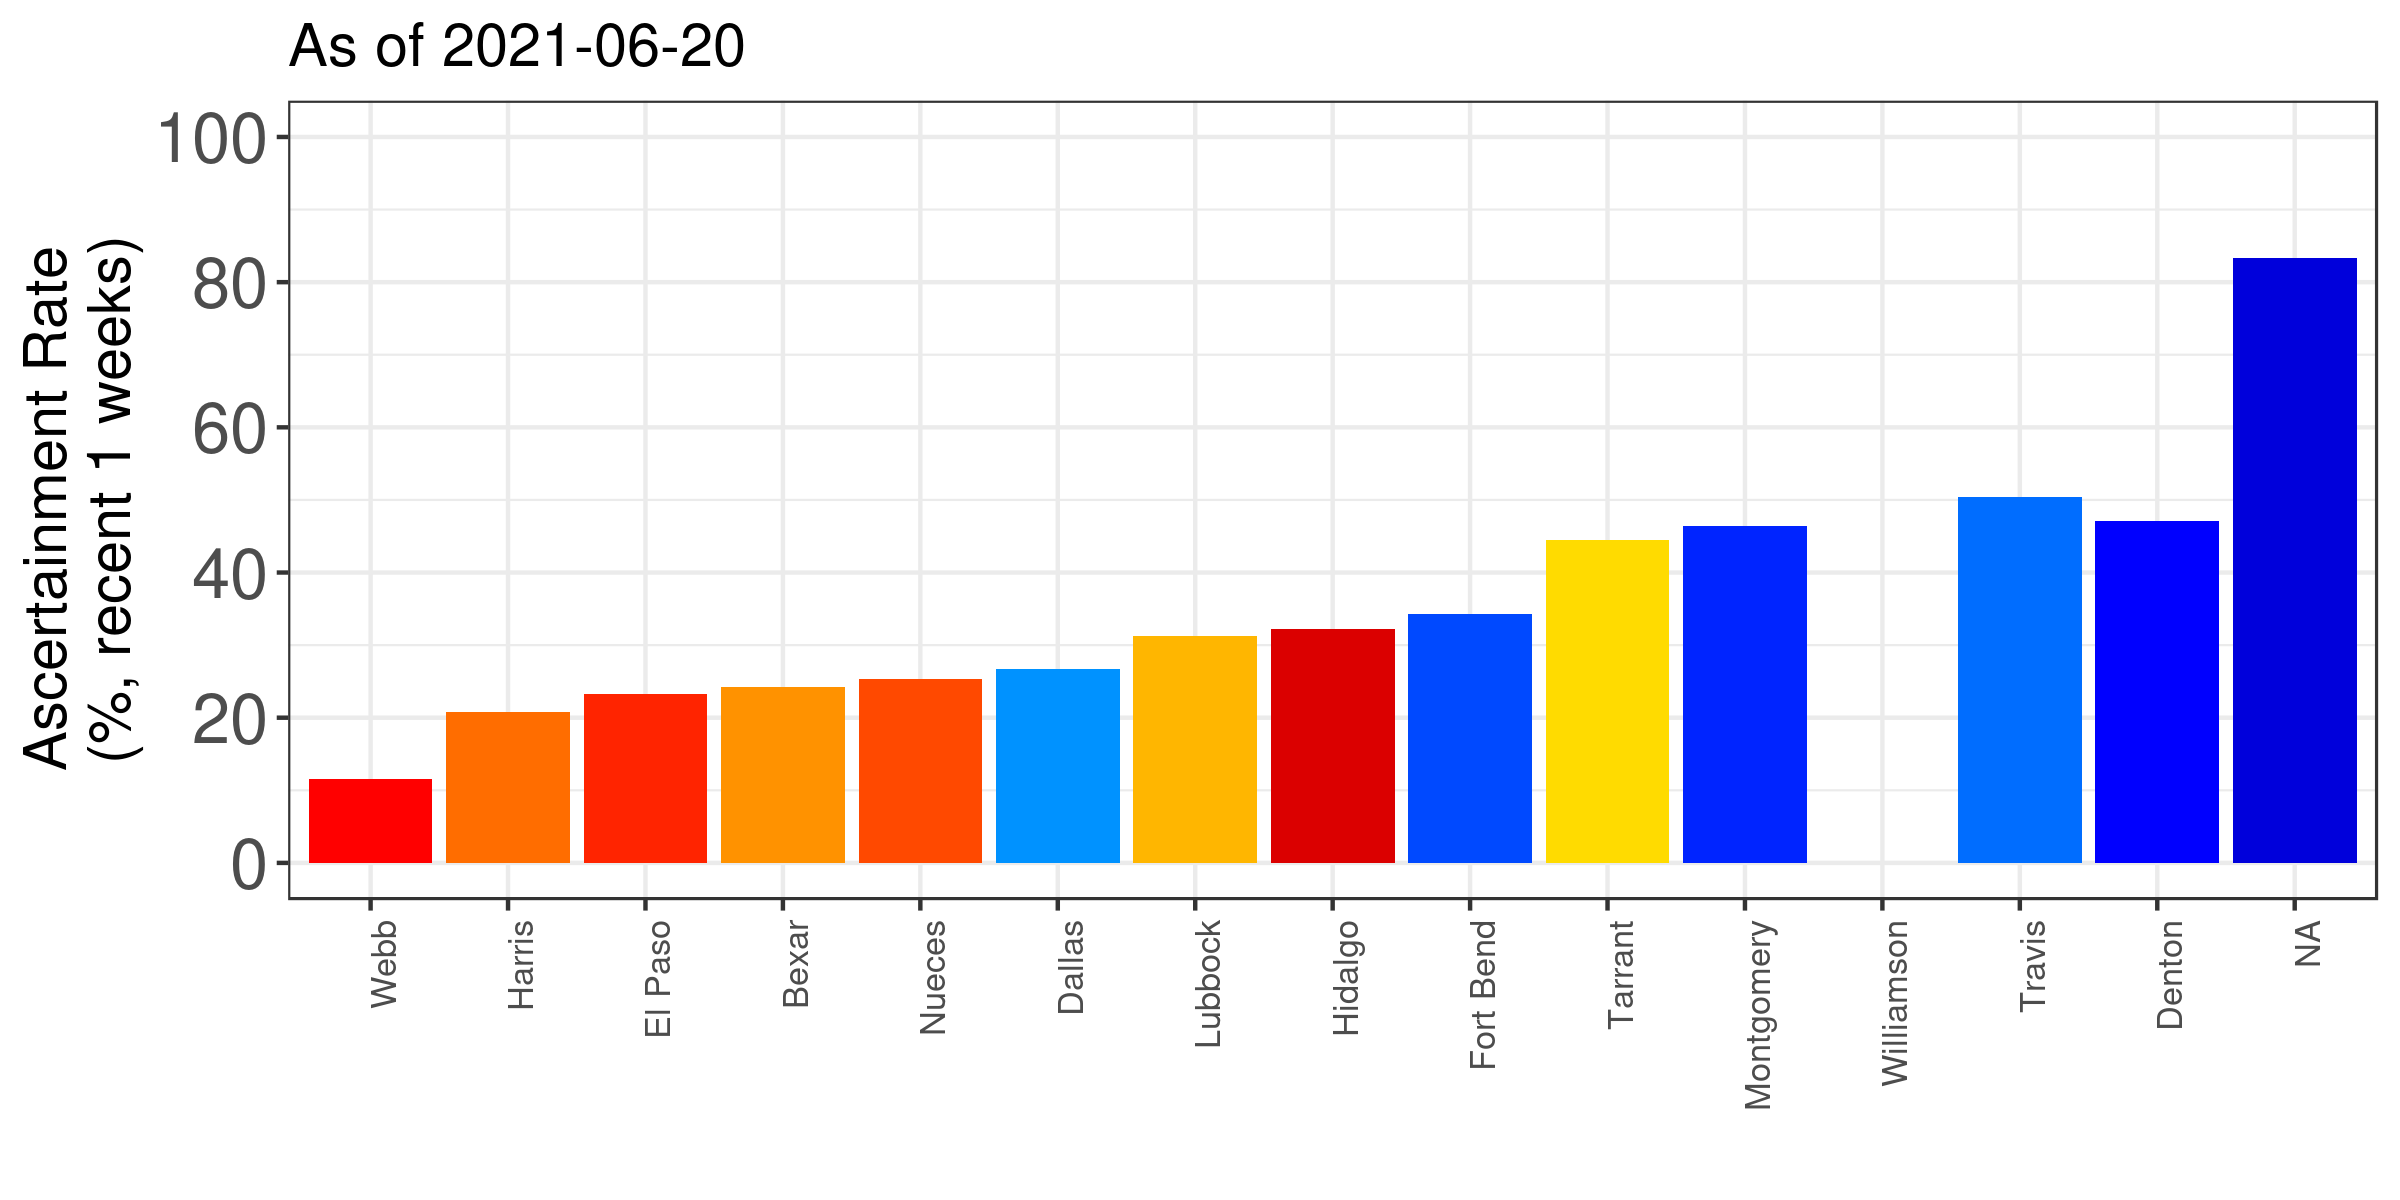 As of 2021-06-20
Ascertainment Rate
(%, recent 1 weeks)
100
80
60
40
20
0
Webb
Harris
El Paso
Bexar
Nueces
Dallas
Lubbock
Hidalgo
Fort Bend
Tarrant
Montgomery
Williamson
Travis
Denton
NA